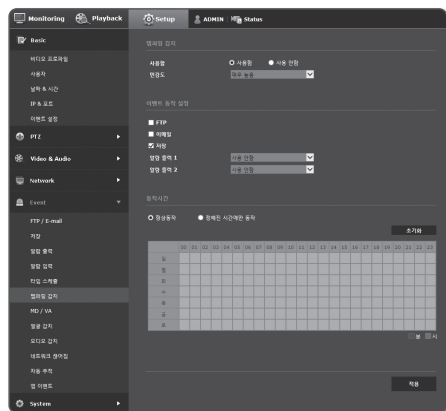 Monitoring Playback Setup ADMIN Status
Basic
비디오 프로파일
사용자
날짜 & 시간
IP & 포트
이벤트 설정
PTZ
Video & Audio
Network
Event
FTP / E-mail
저장
알람 출력
알람 입력
타임 스케쥴
탬퍼링 감지
MD / VA
얼굴 감지
오디오 감지
네트워크 끊어짐
자동 추적
앱 이벤트
System
탬퍼링 감지
사용함 사용함 사용 안함
민감도 매우 높음
이벤트 동작 설정
FTP
이메일
저장
알람 출력 1 사용 안함
알람 출력 2 사용 안함
동작시간
항상동작 정해진 시간에만 동작
초기화
00 01 02 03 04 05 06 07 08 09 10 11 12 13 14 15 16 17 18 19 20 21 22 23
일
월
화
수
목
금
토
분 시
적용